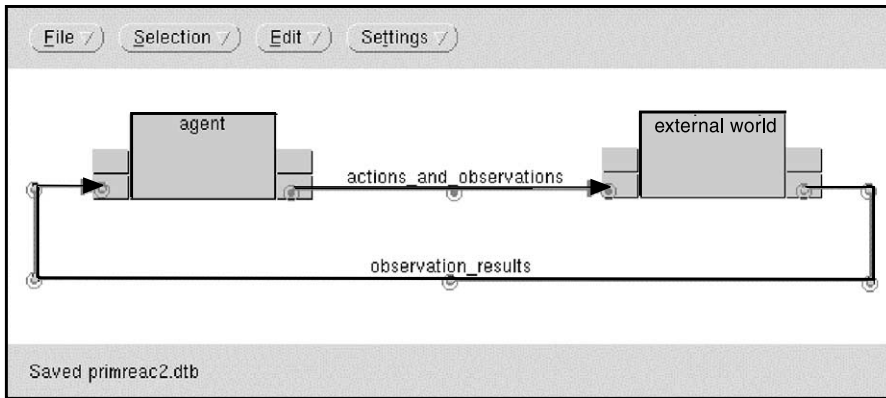 File Selection Edit Settings
agent
external world
actions_and_observations
observation_results
Saved primreac2.dtb